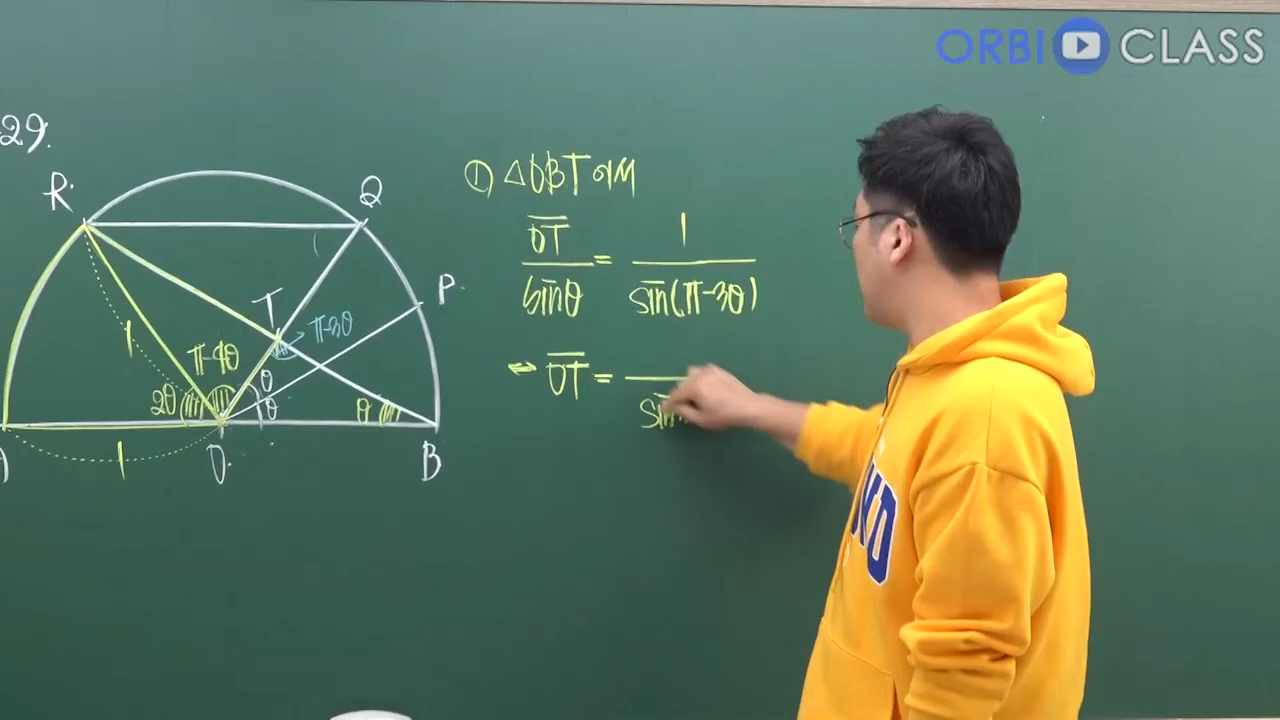 ORBI CLASS
29.
R
Q
① △OBT에서
P
OT/sinθ = 1/sin(π-3θ)
T
π-3θ
1
π-4θ
⇔ OT =
sin
2θ
θ
θ
θ
A
1
O
B